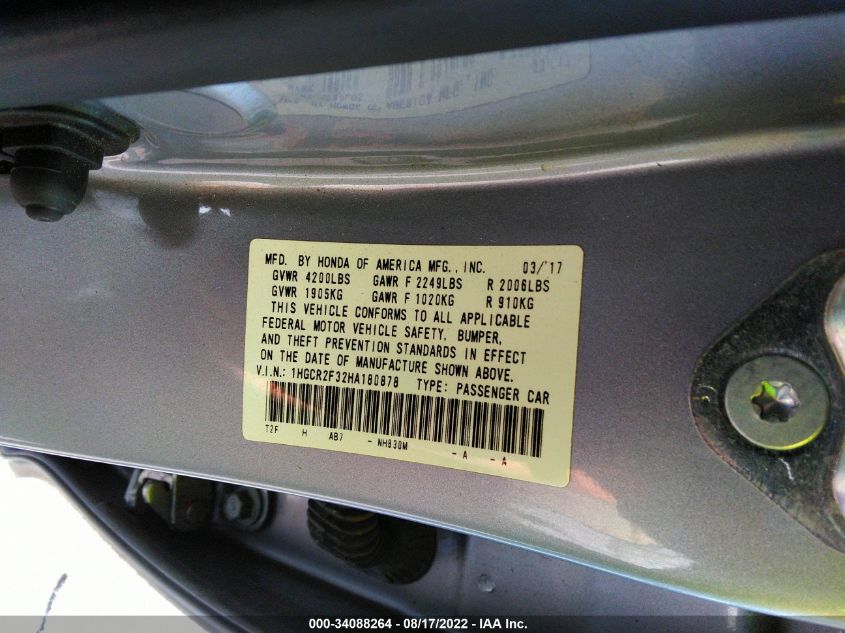 MFD. BY HONDA OF AMERICA MFG., INC. 03/'17
GVWR 4200LBS GAWR F 2249LBS R 2006LBS
GVWR 1905KG GAWR F 1020KG R 910KG
THIS VEHICLE CONFORMS TO ALL APPLICABLE
FEDERAL MOTOR VEHICLE SAFETY, BUMPER,
AND THEFT PREVENTION STANDARDS IN EFFECT
ON THE DATE OF MANUFACTURE SHOWN ABOVE.
V.I.N.: 1HGCR2F32HA180878 TYPE: PASSENGER CAR
T2F H AB7 - NH830M - A - A
000-34088264 - 08/17/2022 - IAA Inc.